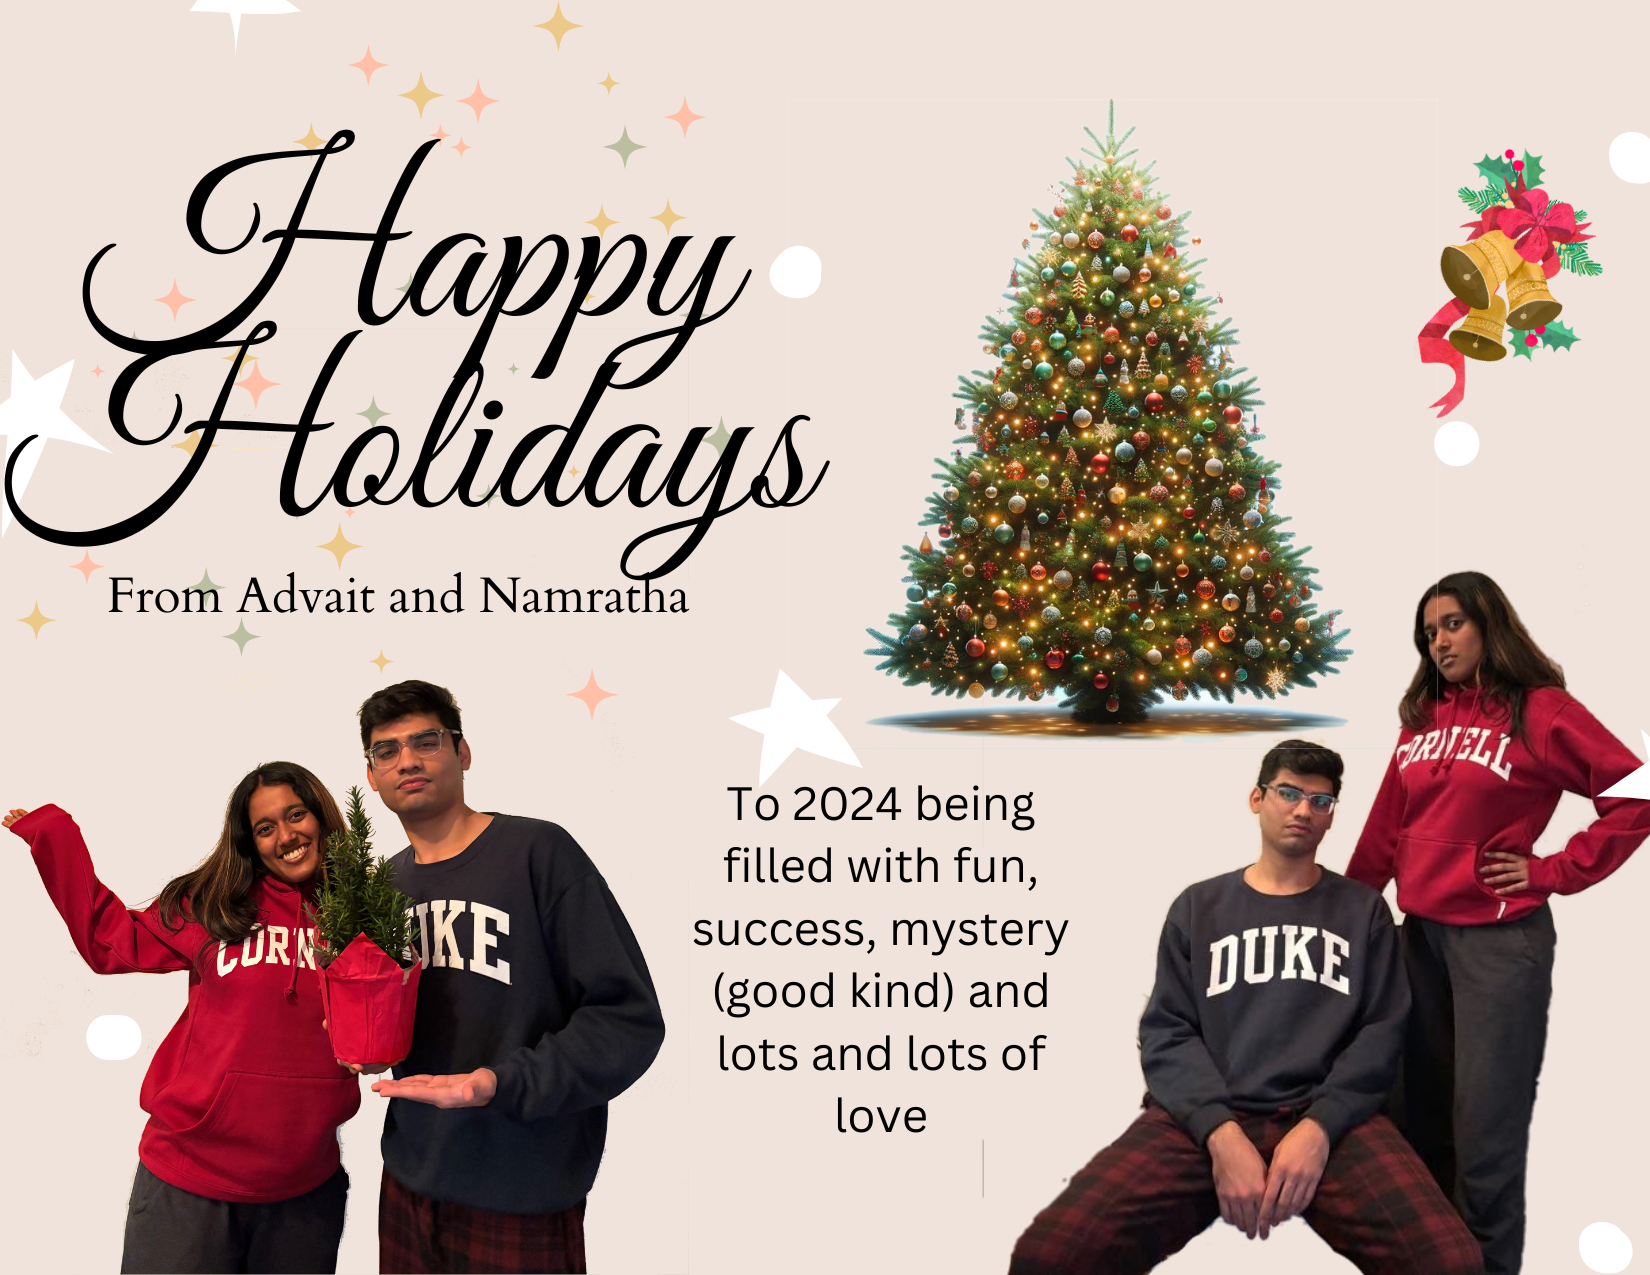 Happy
Holidays
From Advait and Namratha
To 2024 being
filled with fun,
success, mystery
(good kind) and
lots and lots of
love
CORN
UKE
DUKE
CORNELL